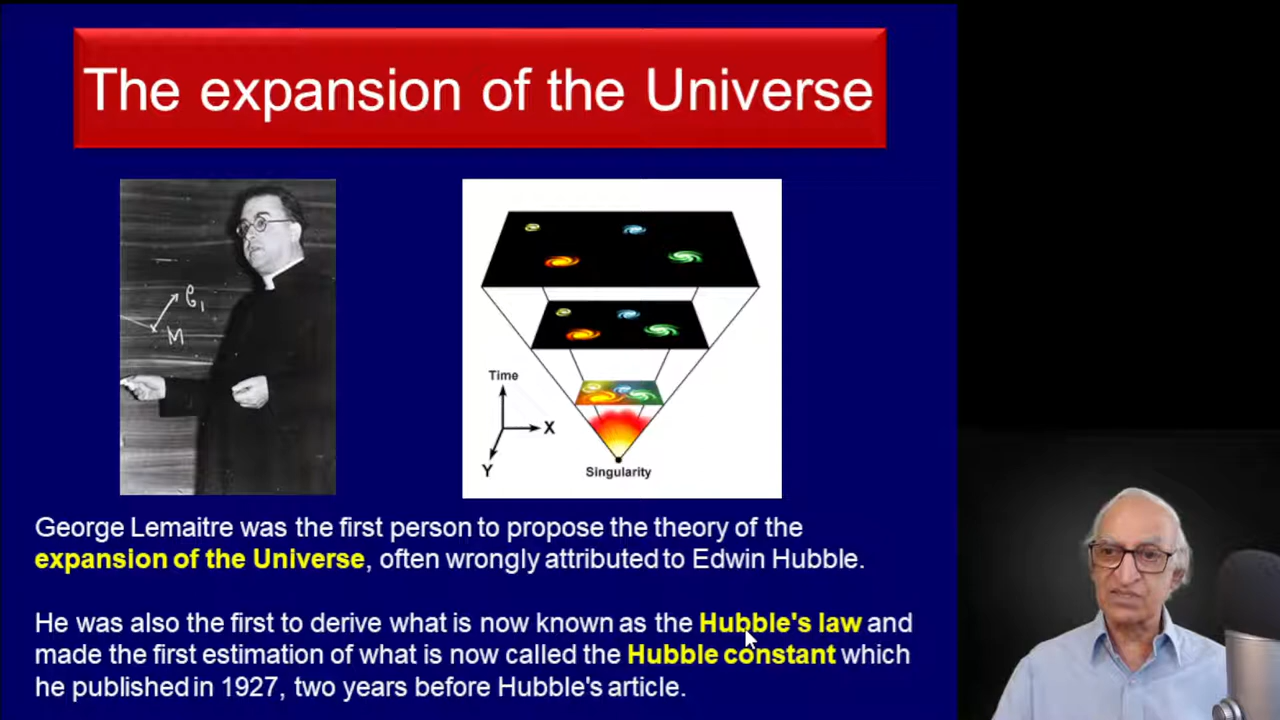 The expansion of the Universe
e₁
M
Time
X
Y
Singularity
George Lemaitre was the first person to propose the theory of the
expansion of the Universe, often wrongly attributed to Edwin Hubble.
He was also the first to derive what is now known as the Hubble's law and
made the first estimation of what is now called the Hubble constant which
he published in 1927, two years before Hubble's article.